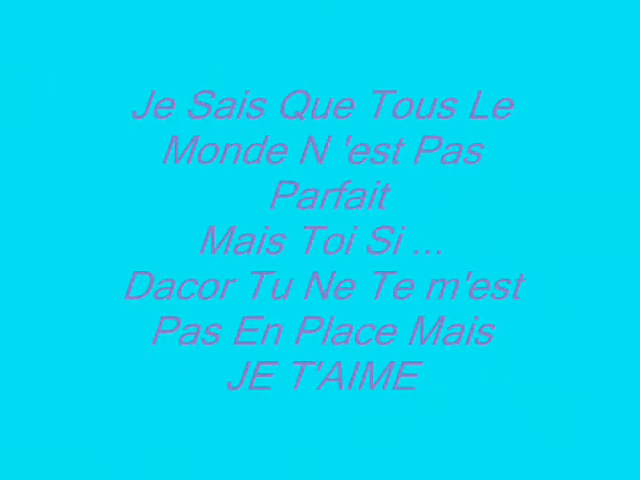 Je Sais Que Tous Le
Monde N 'est Pas
Parfait
Mais Toi Si ...
Dacor Tu Ne Te m'est
Pas En Place Mais
JE T'AIME